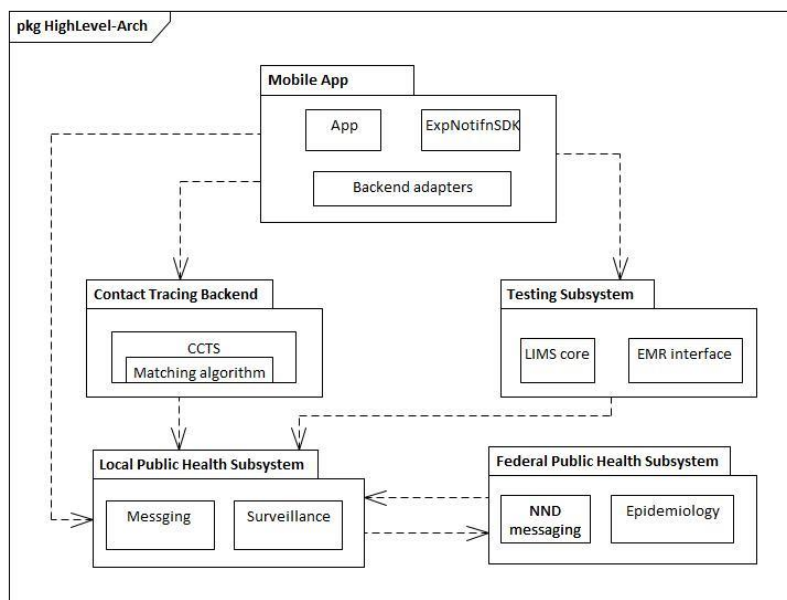 pkg HighLevel-Arch
Mobile App
App
ExpNotifnSDK
Backend adapters
Contact Tracing Backend
CCTS
Matching algorithm
Testing Subsystem
LIMS core
EMR interface
Local Public Health Subsystem
Messging
Surveillance
Federal Public Health Subsystem
NND
messaging
Epidemiology